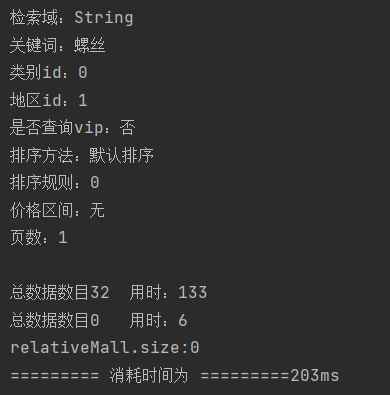 检索域：String
关键词：螺丝
类别id：0
地区id：1
是否查询vip：否
排序方法：默认排序
排序规则：0
价格区间：无
页数：1
总数据数目32  用时：133
总数据数目0   用时：6
relativeMall.size:0
========= 消耗时间为 =========203ms